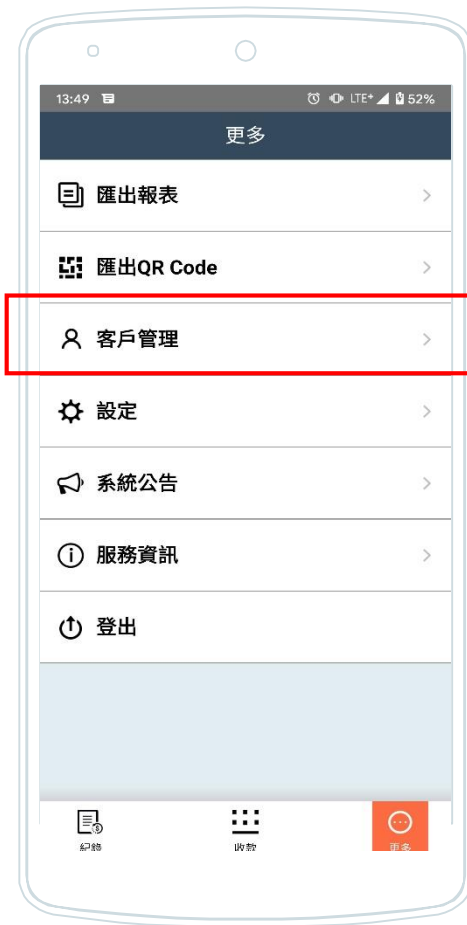 13:49 LTE+ 52%
更多
匯出報表
匯出QR Code
客戶管理
設定
系統公告
服務資訊
登出
紀錄 收款 更多